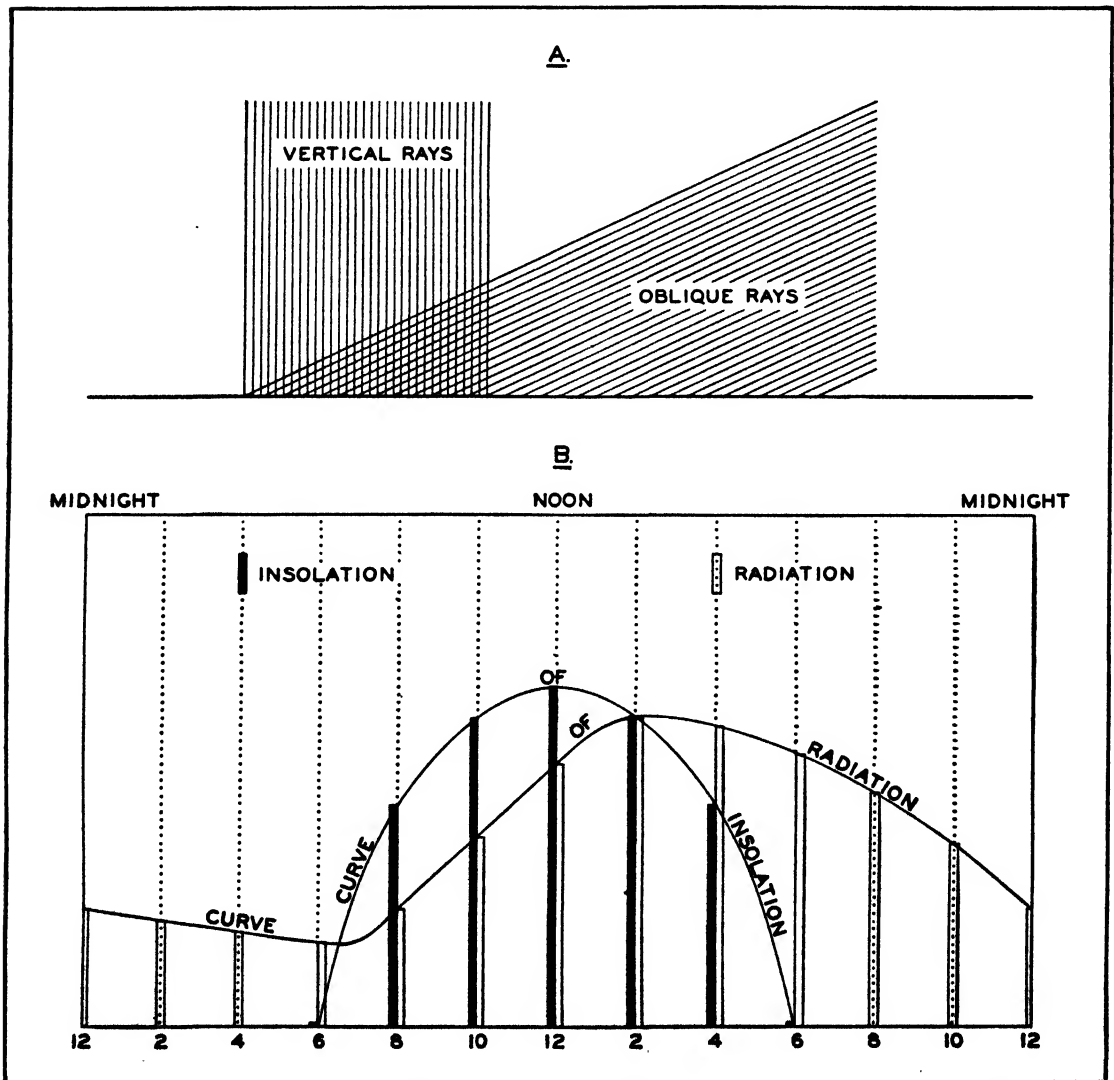 A.
VERTICAL RAYS
OBLIQUE RAYS
B.
MIDNIGHT NOON MIDNIGHT
INSOLATION RADIATION
CURVE OF INSOLATION
CURVE OF RADIATION
12 2 4 6 8 10 12 2 4 6 8 10 12